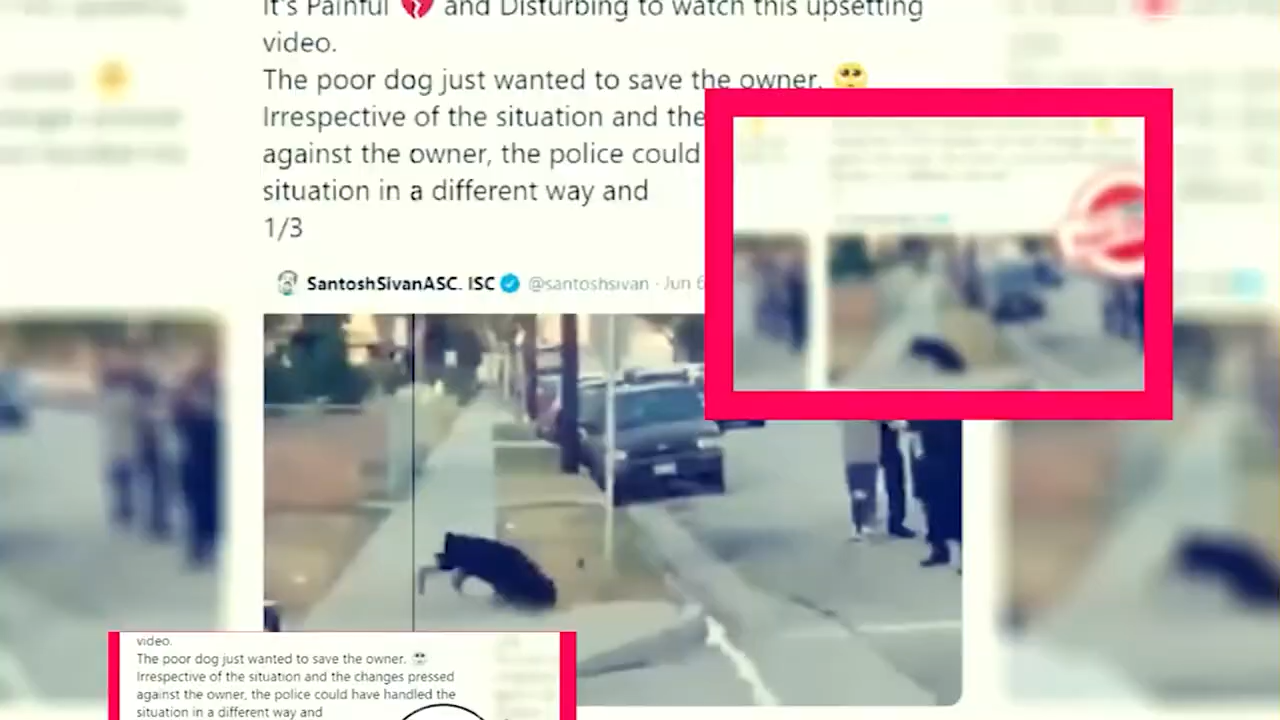 It's Painful 💔 and Disturbing to watch this upsetting
video.
The poor dog just wanted to save the owner. 🥺
Irrespective of the situation and the
against the owner, the police could
situation in a different way and
1/3
SantoshSivanASC. ISC @santoshsivan · Jun 6
video.
The poor dog just wanted to save the owner. 🥺
Irrespective of the situation and the changes pressed
against the owner, the police could have handled the
situation in a different way and